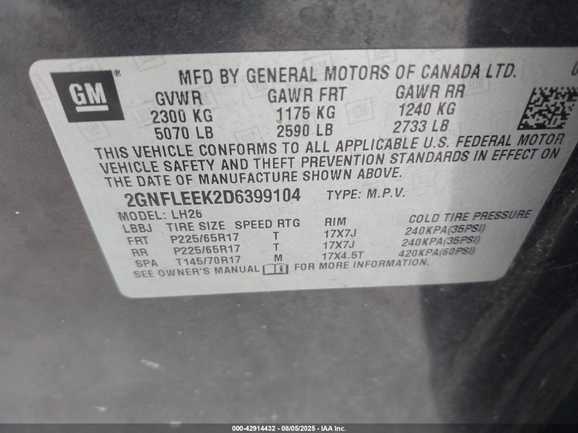 GM
MFD BY GENERAL MOTORS OF CANADA LTD.
GVWR GAWR FRT GAWR RR
2300 KG 1175 KG 1240 KG
5070 LB 2590 LB 2733 LB
THIS VEHICLE CONFORMS TO ALL APPLICABLE U.S. FEDERAL MOTOR
VEHICLE SAFETY AND THEFT PREVENTION STANDARDS IN EFFECT ON
THE DATE OF MANUFACTURE SHOWN ABOVE.
2GNFLEEK2D6399104 TYPE: M.P.V.
MODEL: LH26
LBBJ TIRE SIZE SPEED RTG RIM COLD TIRE PRESSURE
FRT P225/65R17 T 17X7J 240KPA(35PSI)
RR P225/65R17 T 17X7J 240KPA(35PSI)
SPA T145/70R17 M 17X4.5T 420KPA(60PSI)
SEE OWNER'S MANUAL FOR MORE INFORMATION.
000-42914432 - 08/05/2025 - IAA Inc.